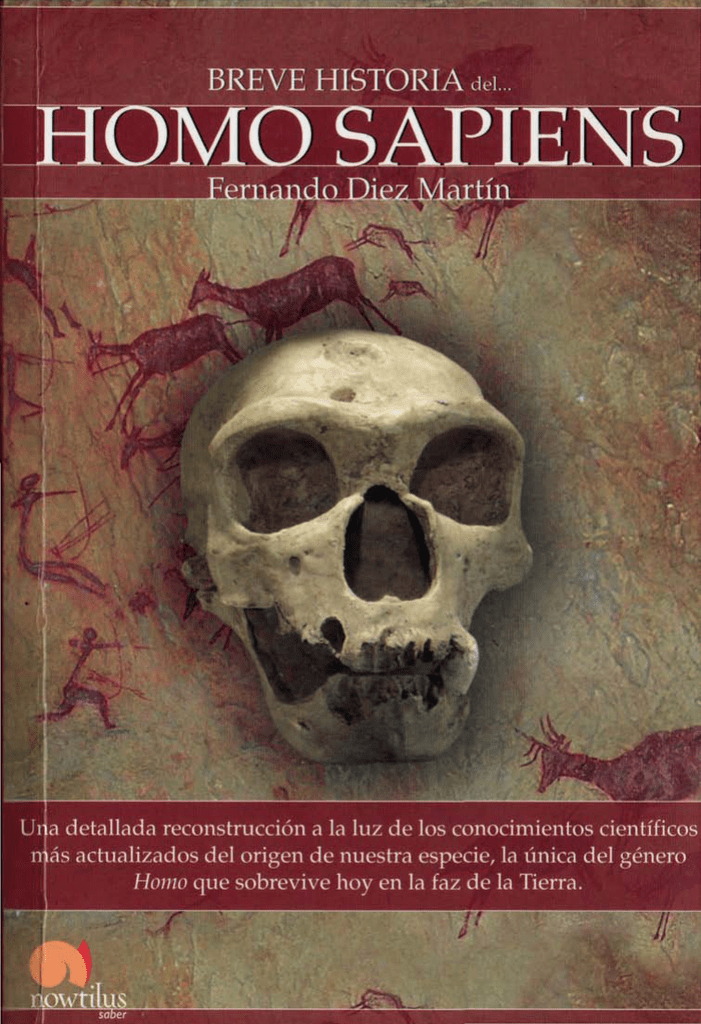 BREVE HISTORIA del...
HOMO SAPIENS
Fernando Diez Martín
Una detallada reconstrucción a la luz de los conocimientos científicos
más actualizados del origen de nuestra especie, la única del género
Homo que sobrevive hoy en la faz de la Tierra.
nowtilus
saber